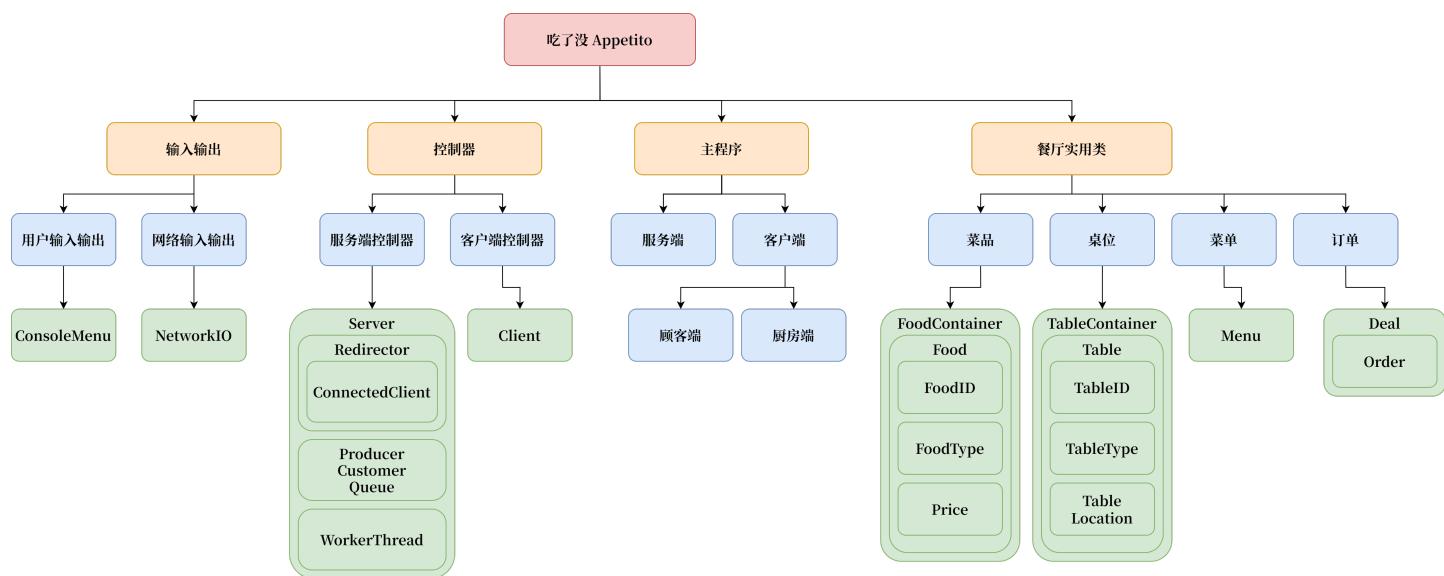 吃了没 Appetito
输入输出
控制器
主程序
餐厅实用类
用户输入输出
网络输入输出
服务端控制器
客户端控制器
服务端
客户端
菜品
桌位
菜单
订单
ConsoleMenu
NetworkIO
Server
Redirector
ConnectedClient
Producer
Customer
Queue
WorkerThread
Client
顾客端
厨房端
FoodContainer
Food
FoodID
FoodType
Price
TableContainer
Table
TableID
TableType
Table
Location
Menu
Deal
Order